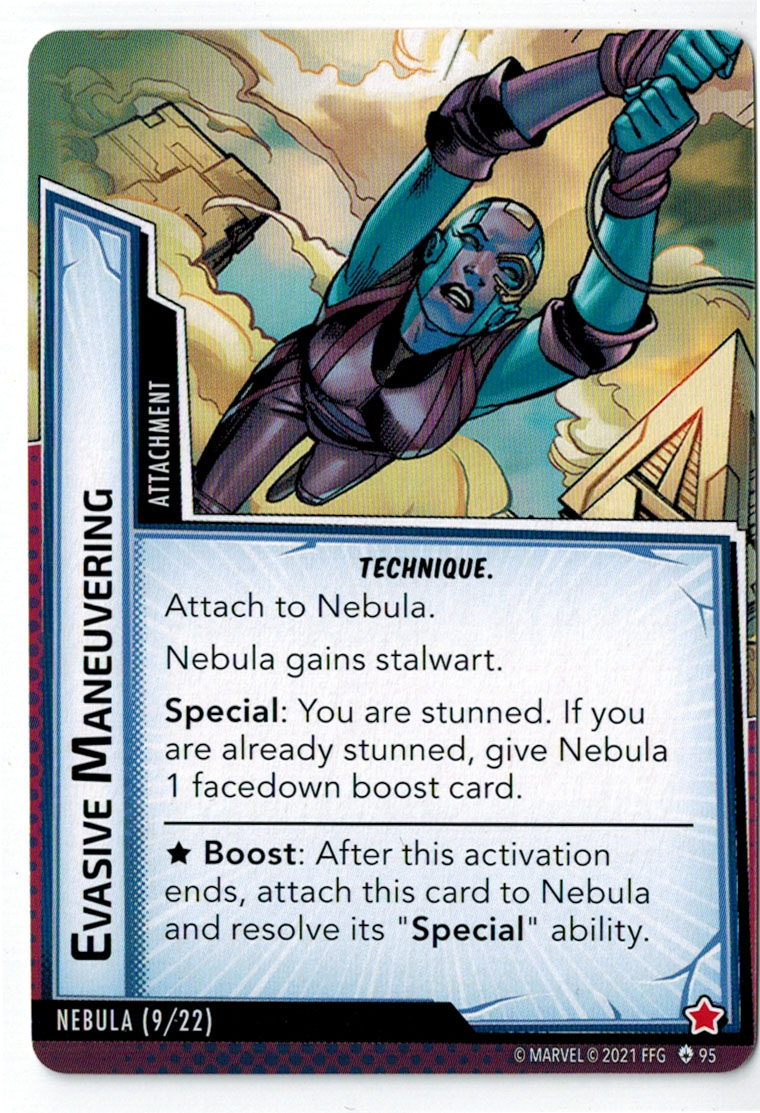 ATTACHMENT
EVASIVE MANEUVERING
TECHNIQUE.
Attach to Nebula.
Nebula gains stalwart.
Special: You are stunned. If you
are already stunned, give Nebula
1 facedown boost card.
★ Boost: After this activation
ends, attach this card to Nebula
and resolve its "Special" ability.
NEBULA (9/22)
© MARVEL © 2021 FFG 95